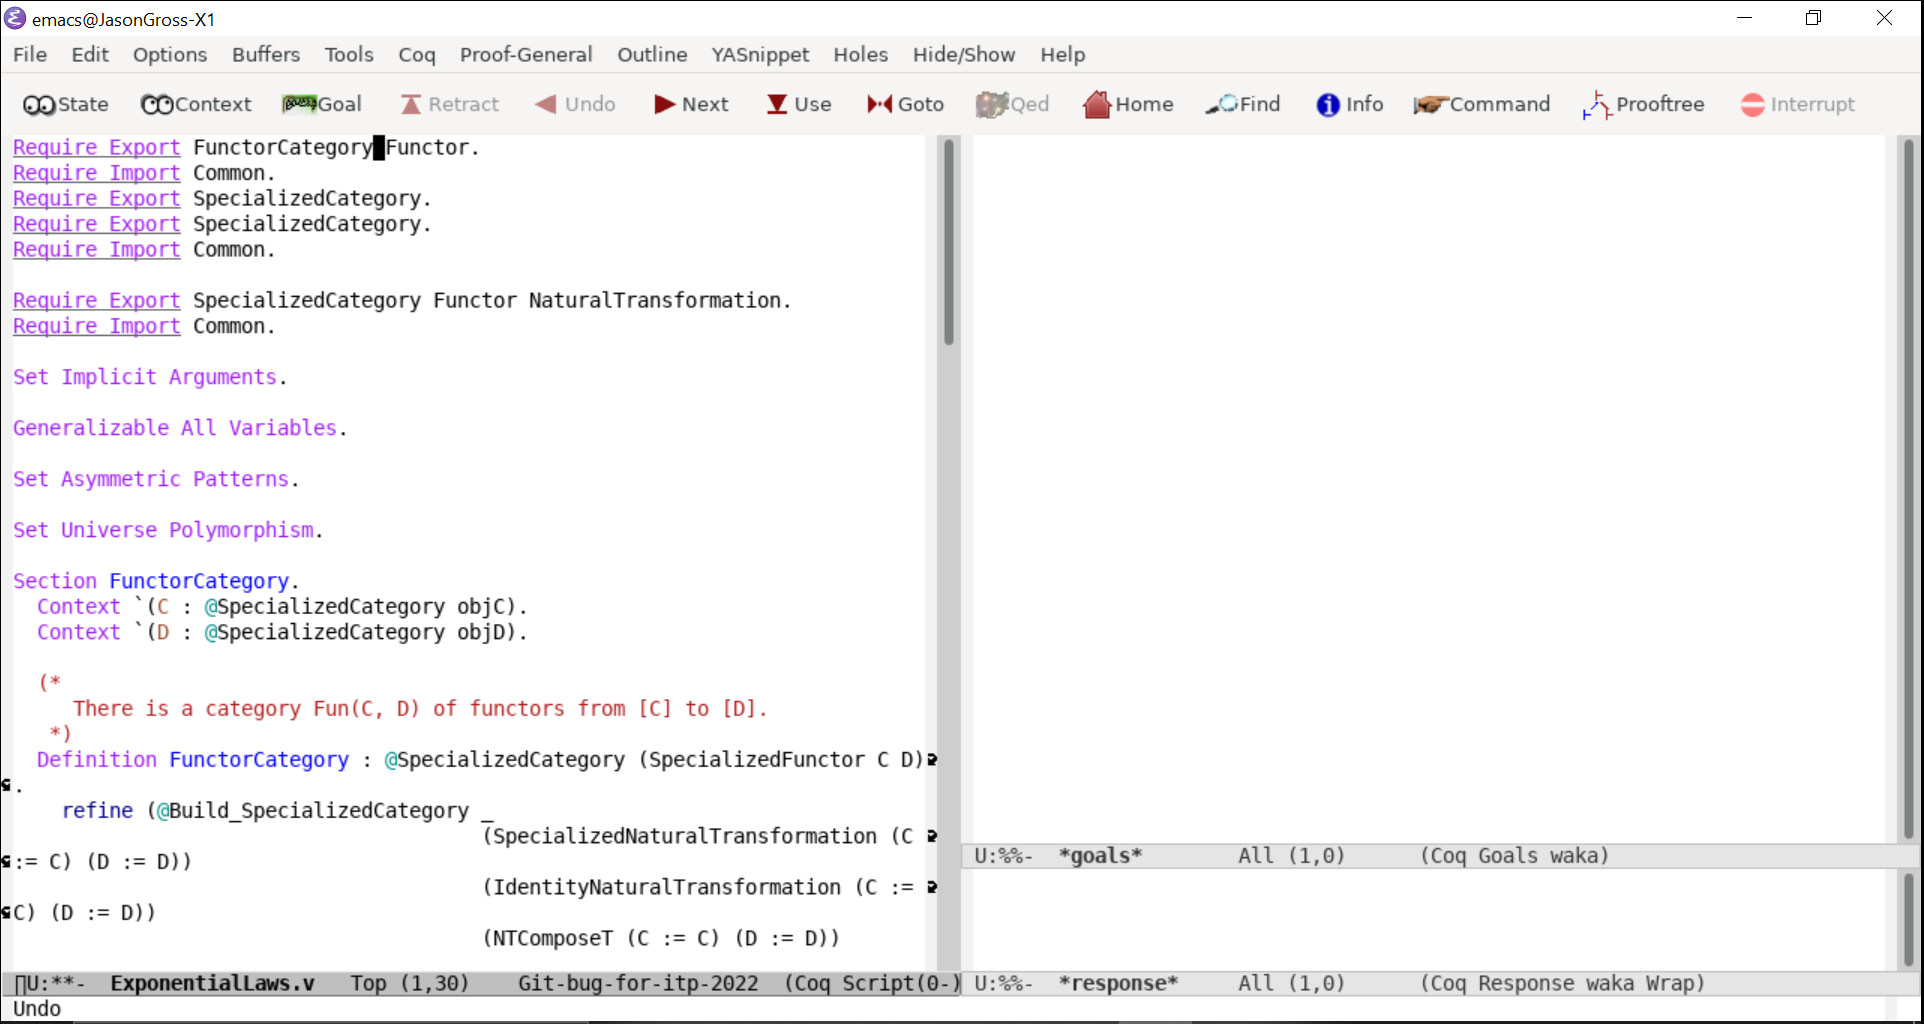 emacs@JasonGross-X1
File Edit Options Buffers Tools Coq Proof-General Outline YASnippet Holes Hide/Show Help
State Context Goal Retract Undo Next Use Goto Qed Home Find Info Command Prooftree Interrupt
Require Export FunctorCategory Functor.
Require Import Common.
Require Export SpecializedCategory.
Require Export SpecializedCategory.
Require Import Common.
Require Export SpecializedCategory Functor NaturalTransformation.
Require Import Common.
Set Implicit Arguments.
Generalizable All Variables.
Set Asymmetric Patterns.
Set Universe Polymorphism.
Section FunctorCategory.
Context `(C : @SpecializedCategory objC).
Context `(D : @SpecializedCategory objD).
(*
There is a category Fun(C, D) of functors from [C] to [D].
*)
Definition FunctorCategory : @SpecializedCategory (SpecializedFunctor C D)
.
refine (@Build_SpecializedCategory _
(SpecializedNaturalTransformation (C
:= C) (D := D))
(IdentityNaturalTransformation (C :=
C) (D := D))
(NTComposeT (C := C) (D := D))
U:**- ExponentialLaws.v Top (1,30) Git-bug-for-itp-2022 (Coq Script(0-)
Undo
U:%%- *goals* All (1,0) (Coq Goals waka)
U:%%- *response* All (1,0) (Coq Response waka Wrap)